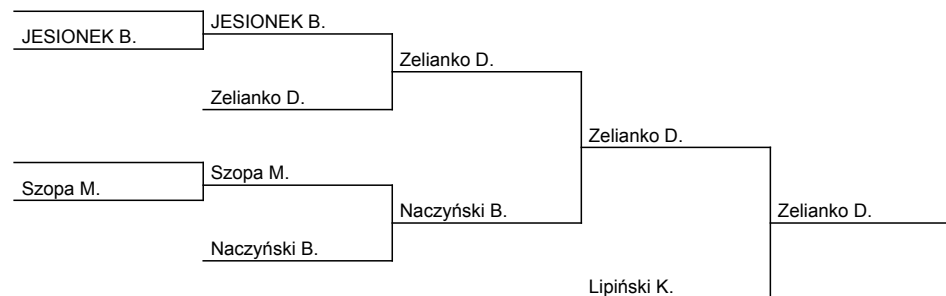 JESIONEK B.
JESIONEK B.
Zelianko D.
Zelianko D.
Zelianko D.
Szopa M.
Szopa M.
Naczyński B.
Zelianko D.
Naczyński B.
Lipiński K.